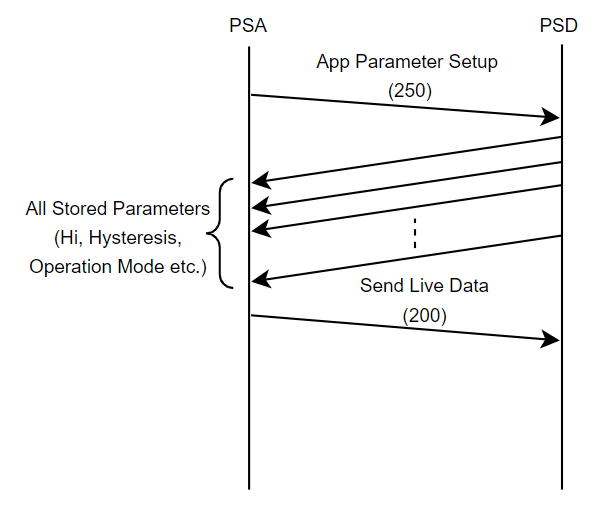 PSA
PSD
App Parameter Setup
(250)
All Stored Parameters
(Hi, Hysteresis,
Operation Mode etc.)
Send Live Data
(200)